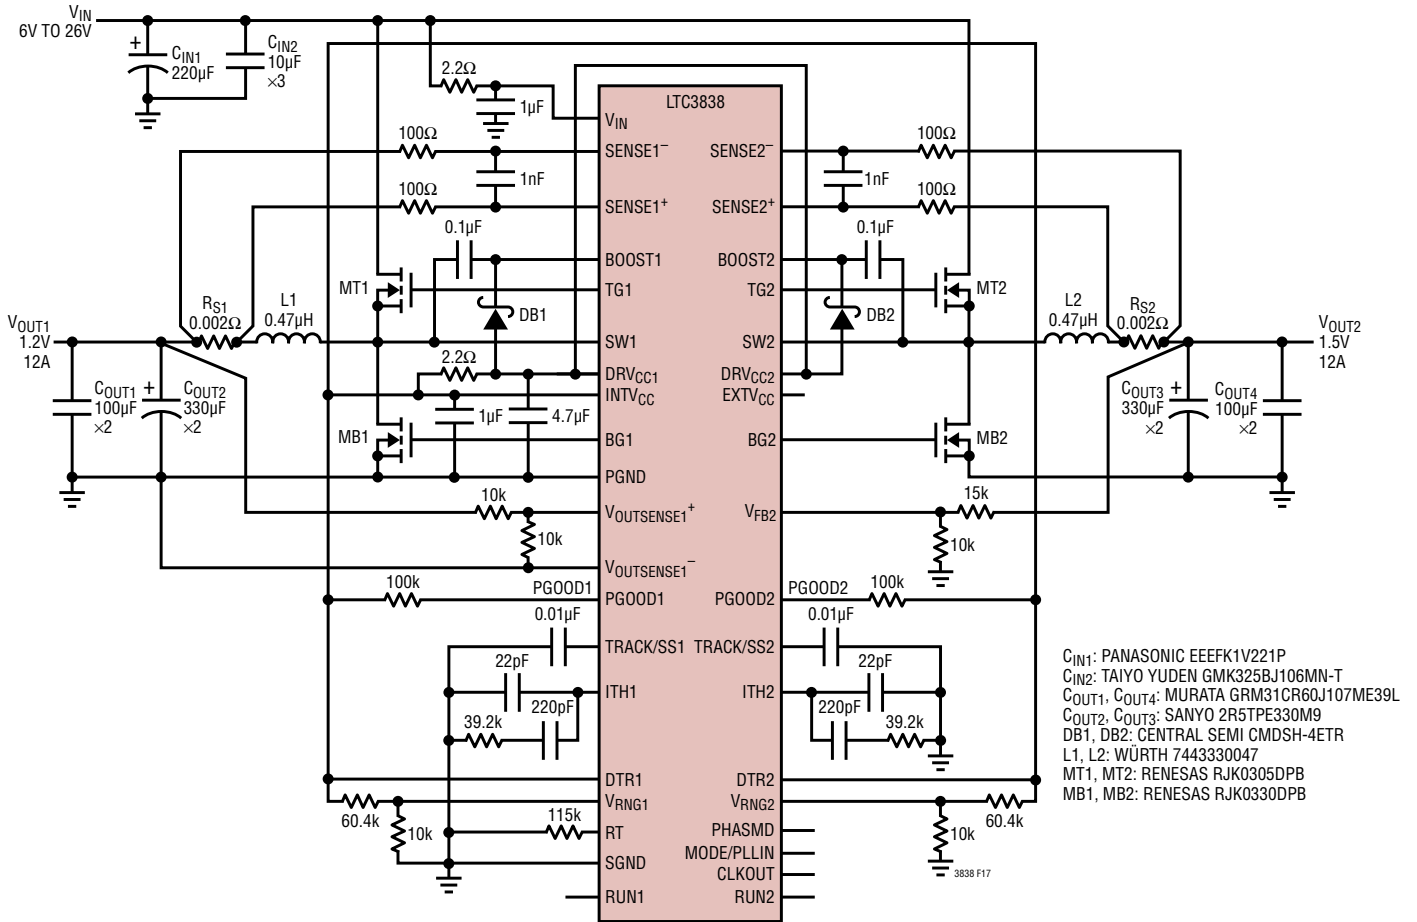 VIN
6V TO 26V
+
CIN1
220µF
CIN2
10µF
×3
2.2Ω
1µF
LTC3838
VIN
100Ω
SENSE1–
SENSE2–
100Ω
1nF
1nF
100Ω
SENSE1+
SENSE2+
100Ω
0.1µF
0.1µF
BOOST1
BOOST2
MT1
TG1
TG2
MT2
DB1
DB2
RS1
0.002Ω
L1
0.47µH
L2
0.47µH
RS2
0.002Ω
VOUT1
1.2V
12A
SW1
SW2
VOUT2
1.5V
12A
2.2Ω
DRVCC1
DRVCC2
INTVCC
EXTVCC
COUT1
100µF
×2
+
COUT2
330µF
×2
1µF
4.7µF
COUT3
330µF
×2
+
COUT4
100µF
×2
MB1
BG1
BG2
MB2
PGND
10k
VOUTSENSE1+
VFB2
15k
10k
10k
VOUTSENSE1–
100k
PGOOD1
PGOOD1
PGOOD2
PGOOD2
100k
0.01µF
0.01µF
TRACK/SS1
TRACK/SS2
22pF
22pF
ITH1
ITH2
220pF
220pF
39.2k
39.2k
DTR1
DTR2
VRNG1
VRNG2
60.4k
60.4k
10k
10k
115k
RT
PHASMD
MODE/PLLIN
SGND
CLKOUT
RUN1
RUN2
3838 F17
CIN1: PANASONIC EEEFK1V221P
CIN2: TAIYO YUDEN GMK325BJ106MN-T
COUT1, COUT4: MURATA GRM31CR60J107ME39L
COUT2, COUT3: SANYO 2R5TPE330M9
DB1, DB2: CENTRAL SEMI CMDSH-4ETR
L1, L2: WÜRTH 7443330047
MT1, MT2: RENESAS RJK0305DPB
MB1, MB2: RENESAS RJK0330DPB